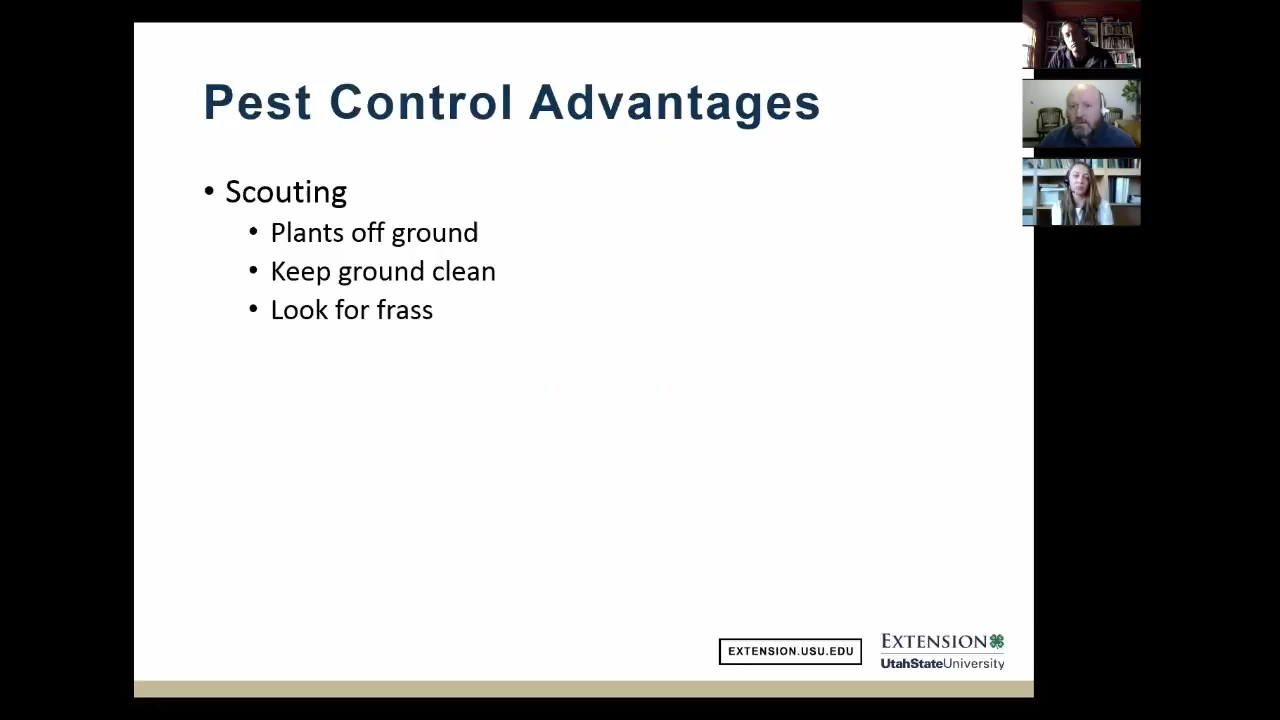 Pest Control Advantages
• Scouting
• Plants off ground
• Keep ground clean
• Look for frass
EXTENSION.USU.EDU
EXTENSION
UtahStateUniversity